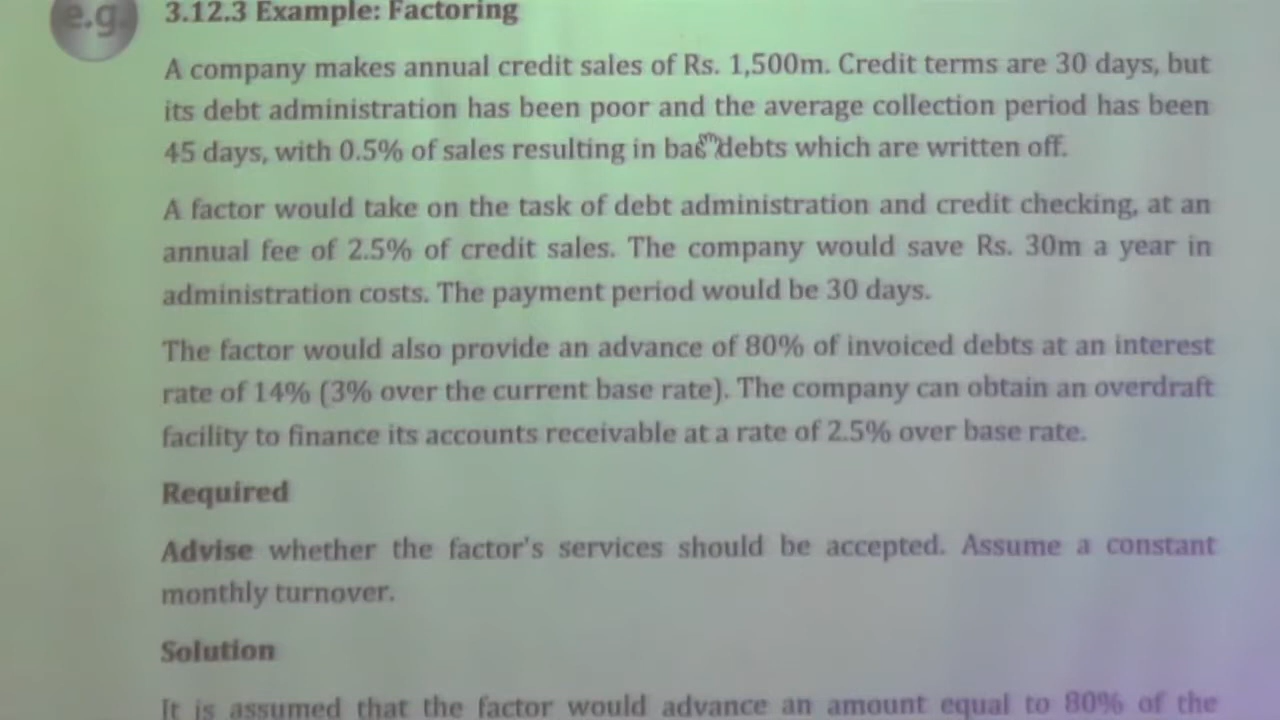 e.g.
3.12.3 Example: Factoring
A company makes annual credit sales of Rs. 1,500m. Credit terms are 30 days, but
its debt administration has been poor and the average collection period has been
45 days, with 0.5% of sales resulting in bad debts which are written off.
A factor would take on the task of debt administration and credit checking, at an
annual fee of 2.5% of credit sales. The company would save Rs. 30m a year in
administration costs. The payment period would be 30 days.
The factor would also provide an advance of 80% of invoiced debts at an interest
rate of 14% (3% over the current base rate). The company can obtain an overdraft
facility to finance its accounts receivable at a rate of 2.5% over base rate.
Required
Advise whether the factor's services should be accepted. Assume a constant
monthly turnover.
Solution
It is assumed that the factor would advance an amount equal to 80% of the